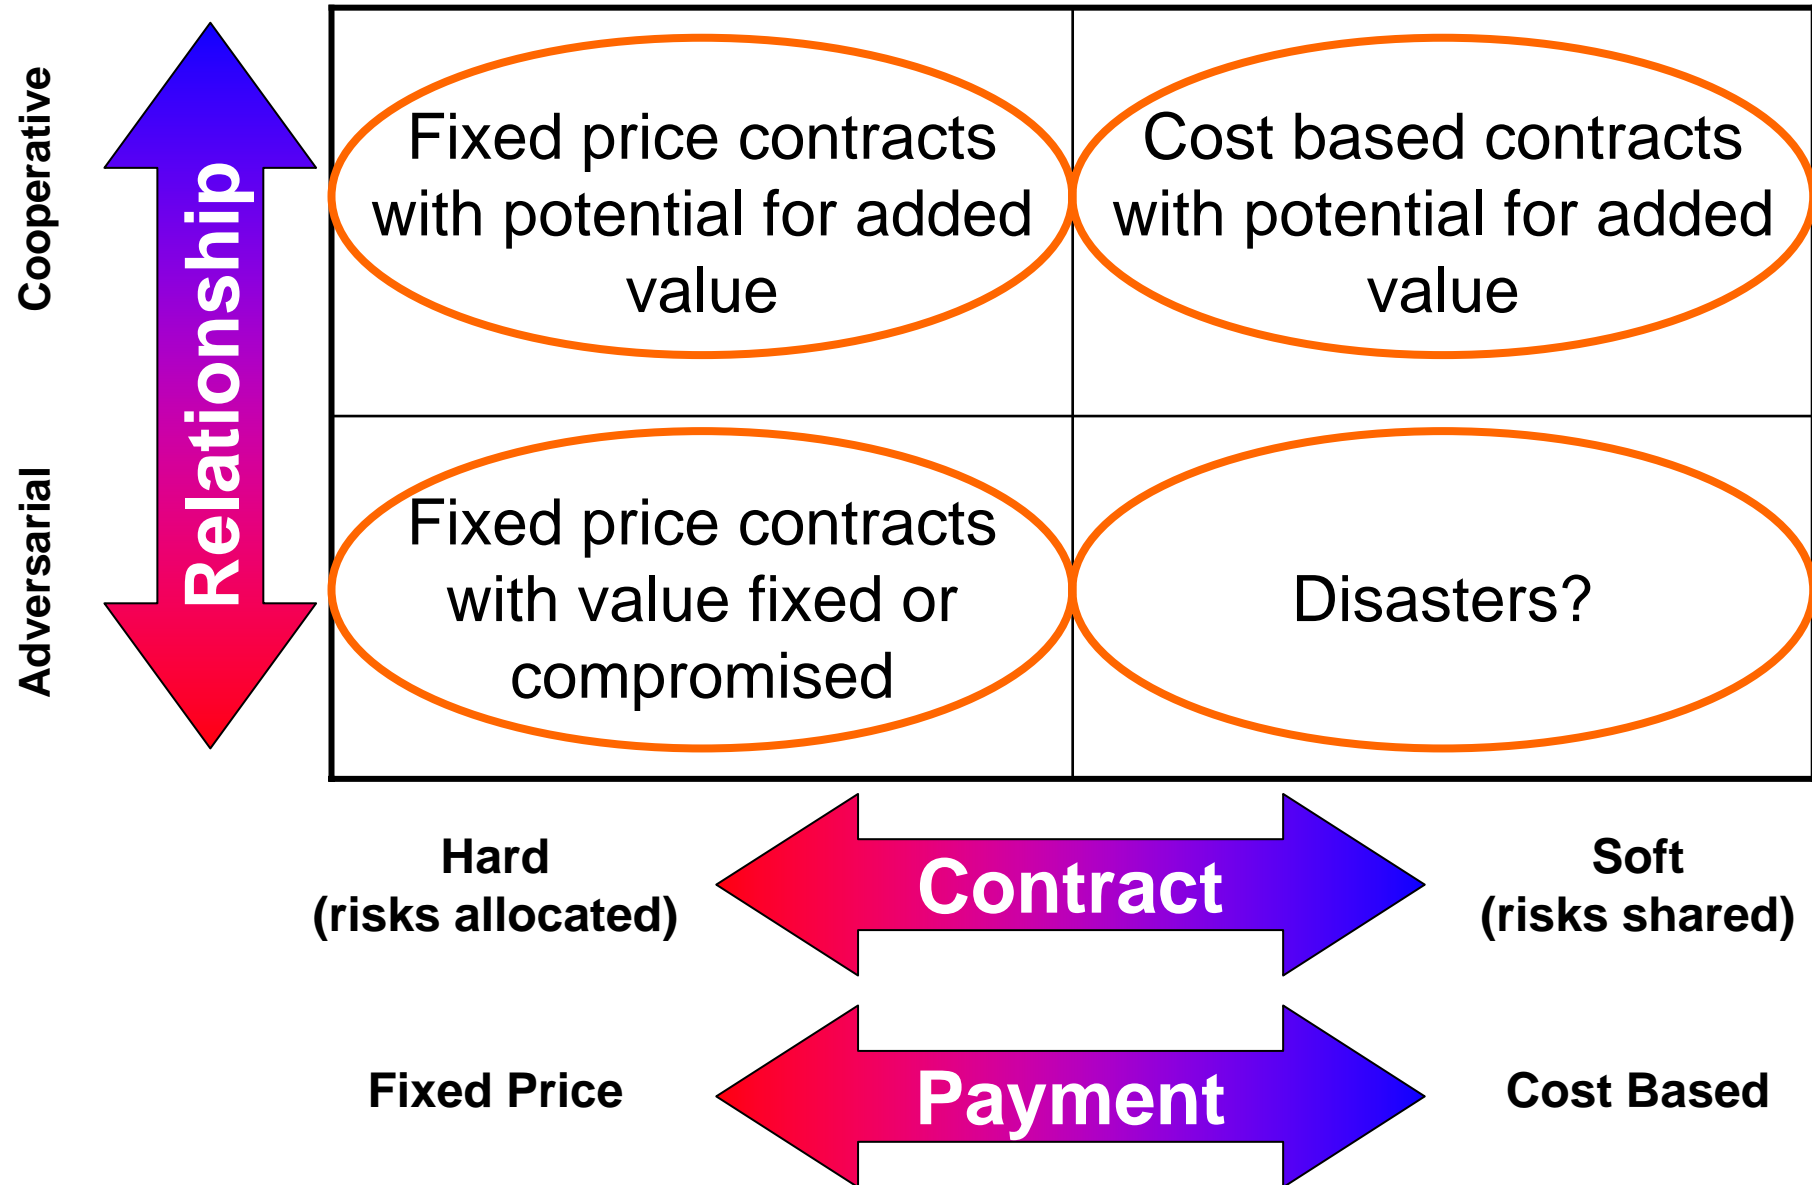 Cooperative
Relationship
Adversarial
Fixed price contracts
with potential for added
value
Cost based contracts
with potential for added
value
Fixed price contracts
with value fixed or
compromised
Disasters?
Hard
(risks allocated)
Contract
Soft
(risks shared)
Fixed Price
Payment
Cost Based